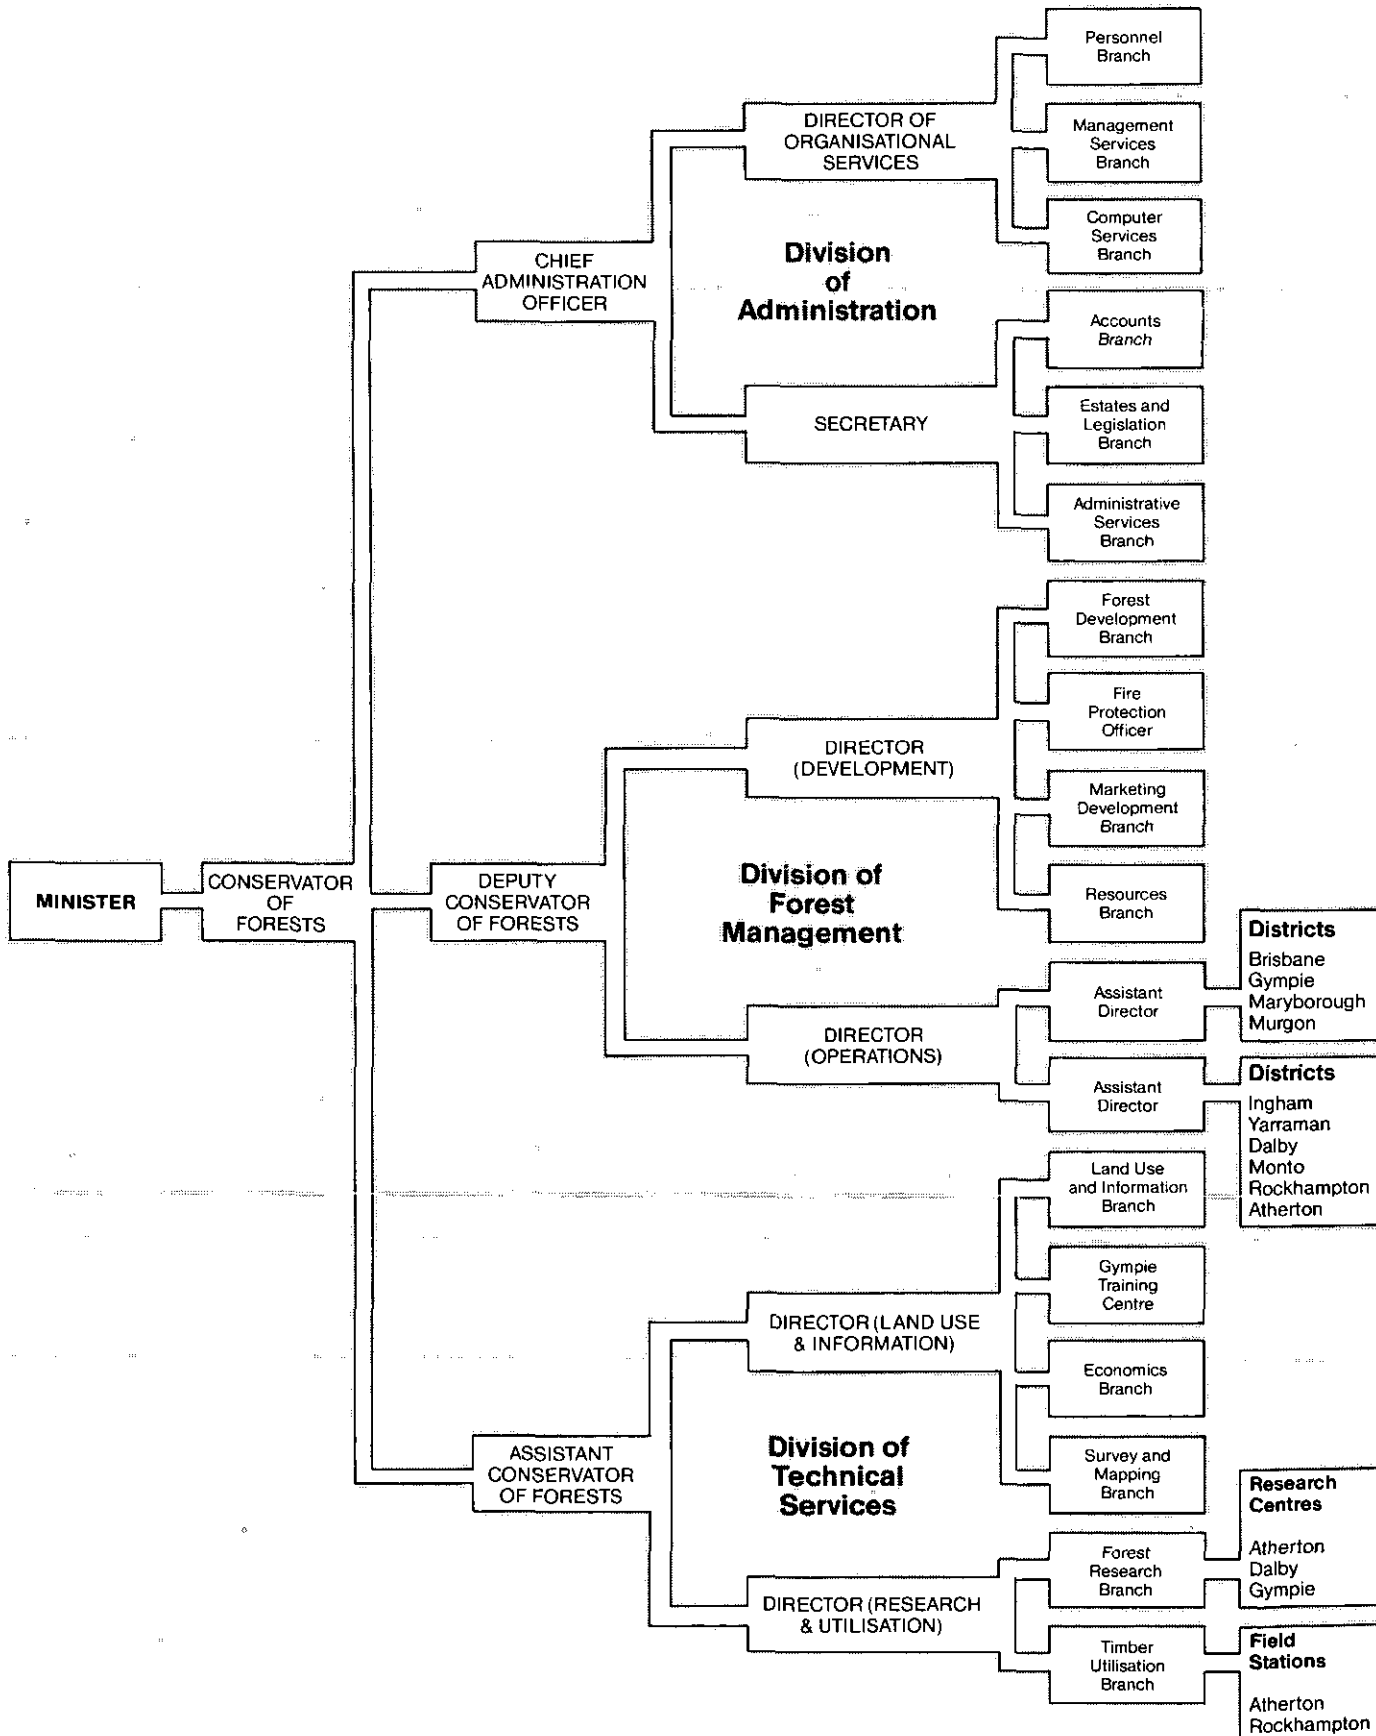 Personnel
Branch
DIRECTOR OF
ORGANISATIONAL
SERVICES
Management
Services
Branch
Computer
Services
Branch
CHIEF
ADMINISTRATION
OFFICER
Division
of
Administration
Accounts
Branch
SECRETARY
Estates and
Legislation
Branch
Administrative
Services
Branch
Forest
Development
Branch
Fire
Protection
Officer
DIRECTOR
(DEVELOPMENT)
Marketing
Development
Branch
MINISTER
CONSERVATOR
OF
FORESTS
DEPUTY
CONSERVATOR
OF FORESTS
Division of
Forest
Management
Resources
Branch
Assistant
Director
Districts
Brisbane
Gympie
Maryborough
Murgon
DIRECTOR
(OPERATIONS)
Assistant
Director
Districts
Ingham
Yarraman
Dalby
Monto
Rockhampton
Atherton
Land Use
and Information
Branch
Gympie
Training
Centre
DIRECTOR (LAND USE
& INFORMATION)
Economics
Branch
ASSISTANT
CONSERVATOR
OF FORESTS
Division of
Technical
Services
Survey and
Mapping
Branch
Forest
Research
Branch
Research
Centres
Atherton
Dalby
Gympie
DIRECTOR (RESEARCH
& UTILISATION)
Timber
Utilisation
Branch
Field
Stations
Atherton
Rockhampton